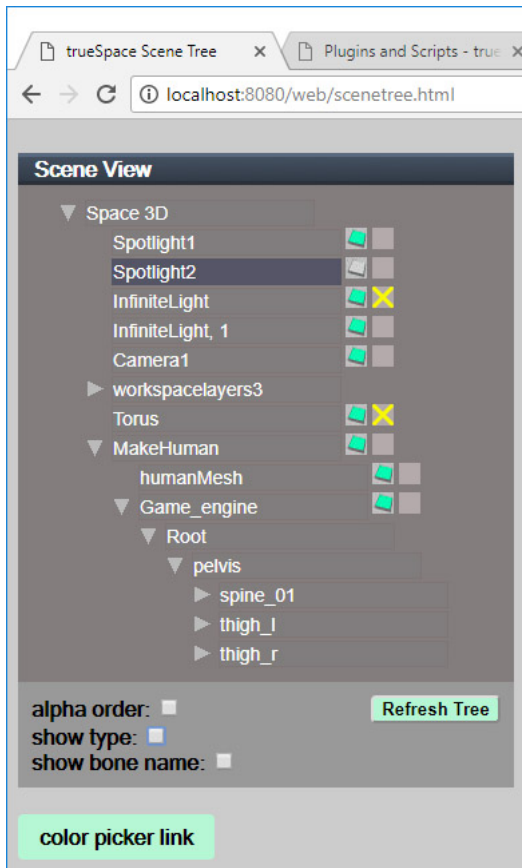 trueSpace Scene Tree
Plugins and Scripts - true
localhost:8080/web/scenetree.html
Scene View
Space 3D
Spotlight1
Spotlight2
InfiniteLight
InfiniteLight, 1
Camera1
workspacelayers3
Torus
MakeHuman
humanMesh
Game_engine
Root
pelvis
spine_01
thigh_l
thigh_r
alpha order:
Refresh Tree
show type:
show bone name:
color picker link